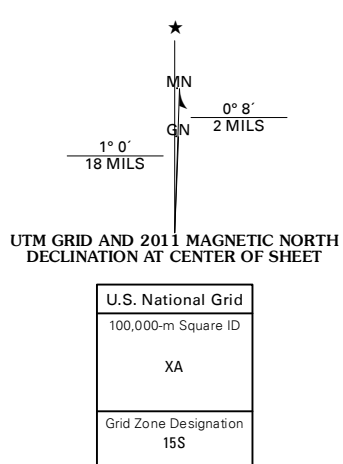 ★
MN
0° 8´
2 MILS
GN
1° 0´
18 MILS
UTM GRID AND 2011 MAGNETIC NORTH
DECLINATION AT CENTER OF SHEET
U.S. National Grid
100,000-m Square ID
XA
Grid Zone Designation
15S